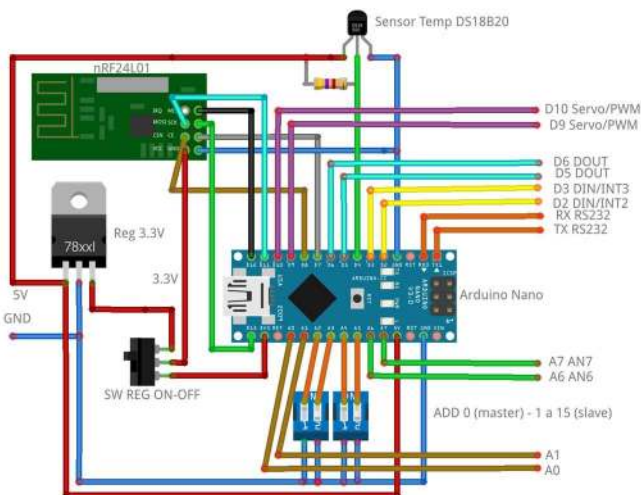 Sensor Temp DS18B20
nRF24L01
D10 Servo/PWM
D9 Servo/PWM
D6 DOUT
D5 DOUT
D3 DIN/INT3
D2 DIN/INT2
RX RS232
TX RS232
78xxl
Reg 3.3V
3.3V
5V
GND
Arduino Nano
SW REG ON-OFF
A7 AN7
A6 AN6
ADD 0 (master) - 1 a 15 (slave)
A1
A0